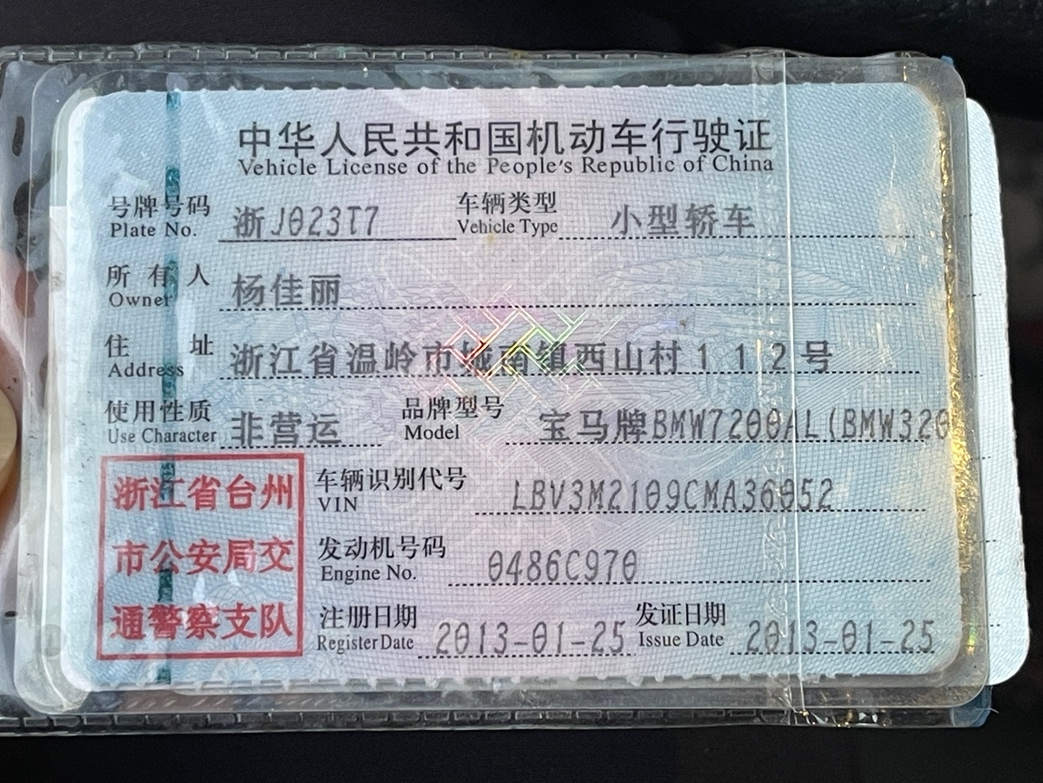 中华人民共和国机动车行驶证
Vehicle License of the People's Republic of China
号牌号码 浙J023T7 车辆类型 小型轿车
Plate No. Vehicle Type
所有人 杨佳丽
Owner
住址 浙江省温岭市城南镇西山村112号
Address
使用性质 非营运 品牌型号 宝马牌BMW7200AL(BMW320
Use Character Model
浙江省台州
市公安局交
通警察支队
车辆识别代号 LBV3M2109CMA36052
VIN
发动机号码 0486C970
Engine No.
注册日期 2013-01-25 发证日期 2013-01-25
Register Date Issue Date